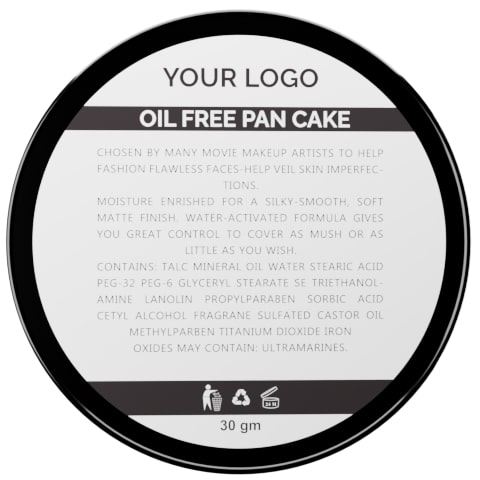 YOUR LOGO
OIL FREE PAN CAKE
CHOSEN BY MANY MOVIE MAKEUP ARTISTS TO HELP
FASHION FLAWLESS FACES-HELP VEIL SKIN IMPERFEC-
TIONS.
MOISTURE ENRISHED FOR A SILKY-SMOOTH, SOFT
MATTE FINISH. WATER-ACTIVATED FORMULA GIVES
YOU GREAT CONTROL TO COVER AS MUSH OR AS
LITTLE AS YOU WISH.
CONTAINS: TALC MINERAL OIL WATER STEARIC ACID
PEG-32 PEG-6 GLYCERYL STEARATE SE TRIETHANOL-
AMINE LANOLIN PROPYLPARABEN SORBIC ACID
CETYL ALCOHOL FRAGRANE SULFATED CASTOR OIL
METHYLPARBEN TITANIUM DIOXIDE IRON
OXIDES MAY CONTAIN: ULTRAMARINES.
24 M
30 gm